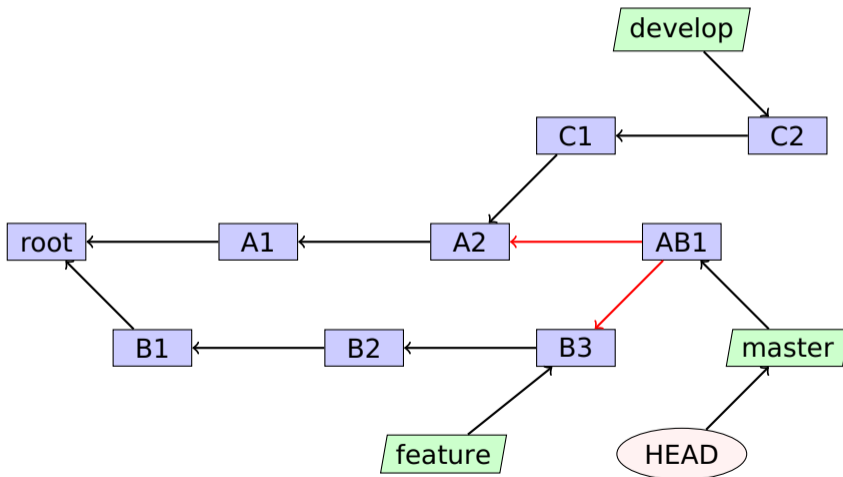 develop
C1
C2
root
A1
A2
AB1
B1
B2
B3
master
feature
HEAD